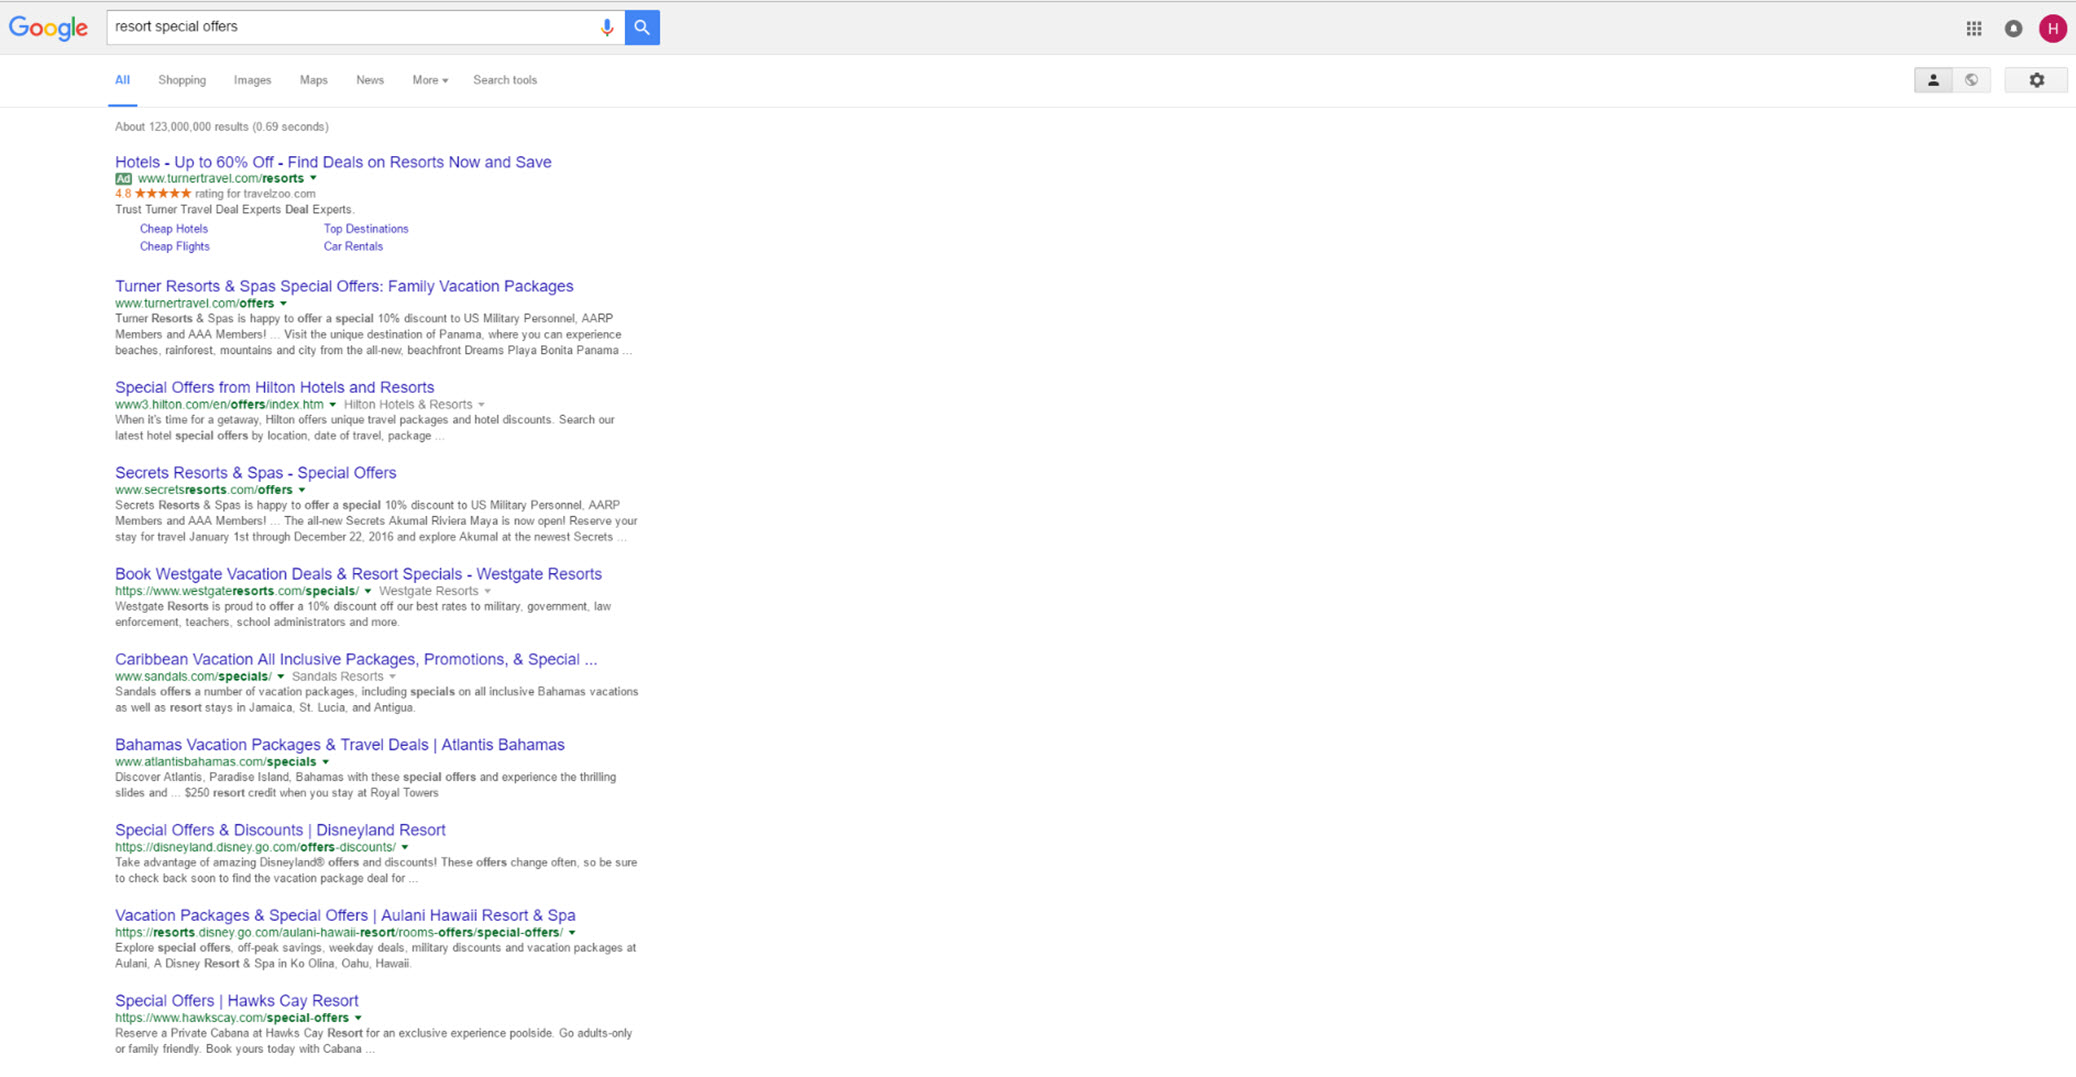 Google
resort special offers
H
All Shopping Images Maps News More Search tools
About 123,000,000 results (0.69 seconds)
Hotels - Up to 60% Off - Find Deals on Resorts Now and Save
Ad www.turnertravel.com/resorts
4.8 ★★★★★ rating for travelzoo.com
Trust Turner Travel Deal Experts Deal Experts.
Cheap Hotels Top Destinations
Cheap Flights Car Rentals
Turner Resorts & Spas Special Offers: Family Vacation Packages
www.turnertravel.com/offers
Turner Resorts & Spas is happy to offer a special 10% discount to US Military Personnel, AARP
Members and AAA Members! ... Visit the unique destination of Panama, where you can experience
beaches, rainforest, mountains and city from the all-new, beachfront Dreams Playa Bonita Panama ...
Special Offers from Hilton Hotels and Resorts
www3.hilton.com/en/offers/index.htm Hilton Hotels & Resorts
When it's time for a getaway, Hilton offers unique travel packages and hotel discounts. Search our
latest hotel special offers by location, date of travel, package ...
Secrets Resorts & Spas - Special Offers
www.secretsresorts.com/offers
Secrets Resorts & Spas is happy to offer a special 10% discount to US Military Personnel, AARP
Members and AAA Members! ... The all-new Secrets Akumal Riviera Maya is now open! Reserve your
stay for travel January 1st through December 22, 2016 and explore Akumal at the newest Secrets ...
Book Westgate Vacation Deals & Resort Specials - Westgate Resorts
https://www.westgateresorts.com/specials/ Westgate Resorts
Westgate Resorts is proud to offer a 10% discount off our best rates to military, government, law
enforcement, teachers, school administrators and more.
Caribbean Vacation All Inclusive Packages, Promotions, & Special ...
www.sandals.com/specials/ Sandals Resorts
Sandals offers a number of vacation packages, including specials on all inclusive Bahamas vacations
as well as resort stays in Jamaica, St. Lucia, and Antigua.
Bahamas Vacation Packages & Travel Deals | Atlantis Bahamas
www.atlantisbahamas.com/specials
Discover Atlantis, Paradise Island, Bahamas with these special offers and experience the thrilling
slides and ... $250 resort credit when you stay at Royal Towers
Special Offers & Discounts | Disneyland Resort
https://disneyland.disney.go.com/offers-discounts/
Take advantage of amazing Disneyland® offers and discounts! These offers change often, so be sure
to check back soon to find the vacation package deal for ...
Vacation Packages & Special Offers | Aulani Hawaii Resort & Spa
https://resorts.disney.go.com/aulani-hawaii-resort/rooms-offers/special-offers/
Explore special offers, off-peak savings, weekday deals, military discounts and vacation packages at
Aulani, A Disney Resort & Spa in Ko Olina, Oahu, Hawaii.
Special Offers | Hawks Cay Resort
https://www.hawkscay.com/special-offers
Reserve a Private Cabana at Hawks Cay Resort for an exclusive experience poolside. Go adults-only
or family friendly. Book yours today with Cabana ...